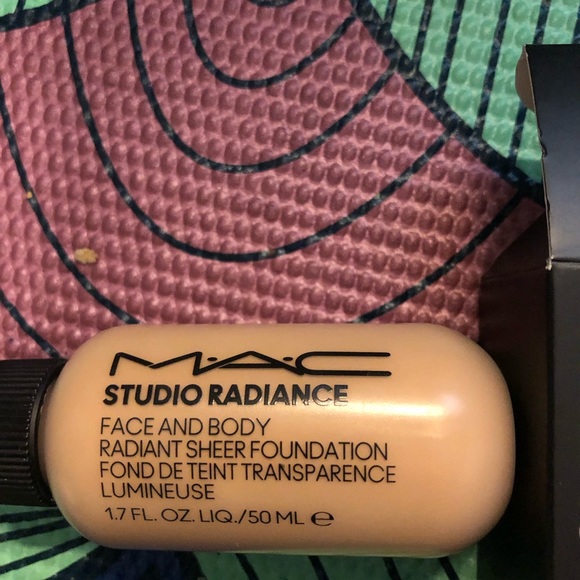 M·A·C
STUDIO RADIANCE
FACE AND BODY
RADIANT SHEER FOUNDATION
FOND DE TEINT TRANSPARENCE
LUMINEUSE
1.7 FL. OZ. LIQ./50 ML ℮